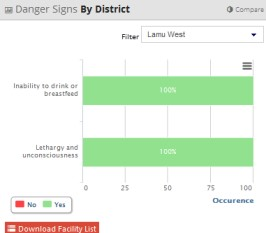 Danger Signs By District
Compare
Filter
Lamu West
Inability to drink or
breastfeed
100%
Lethargy and
unconsciousness
100%
0 25 50 75 100
Occurence
No Yes
Download Facility List